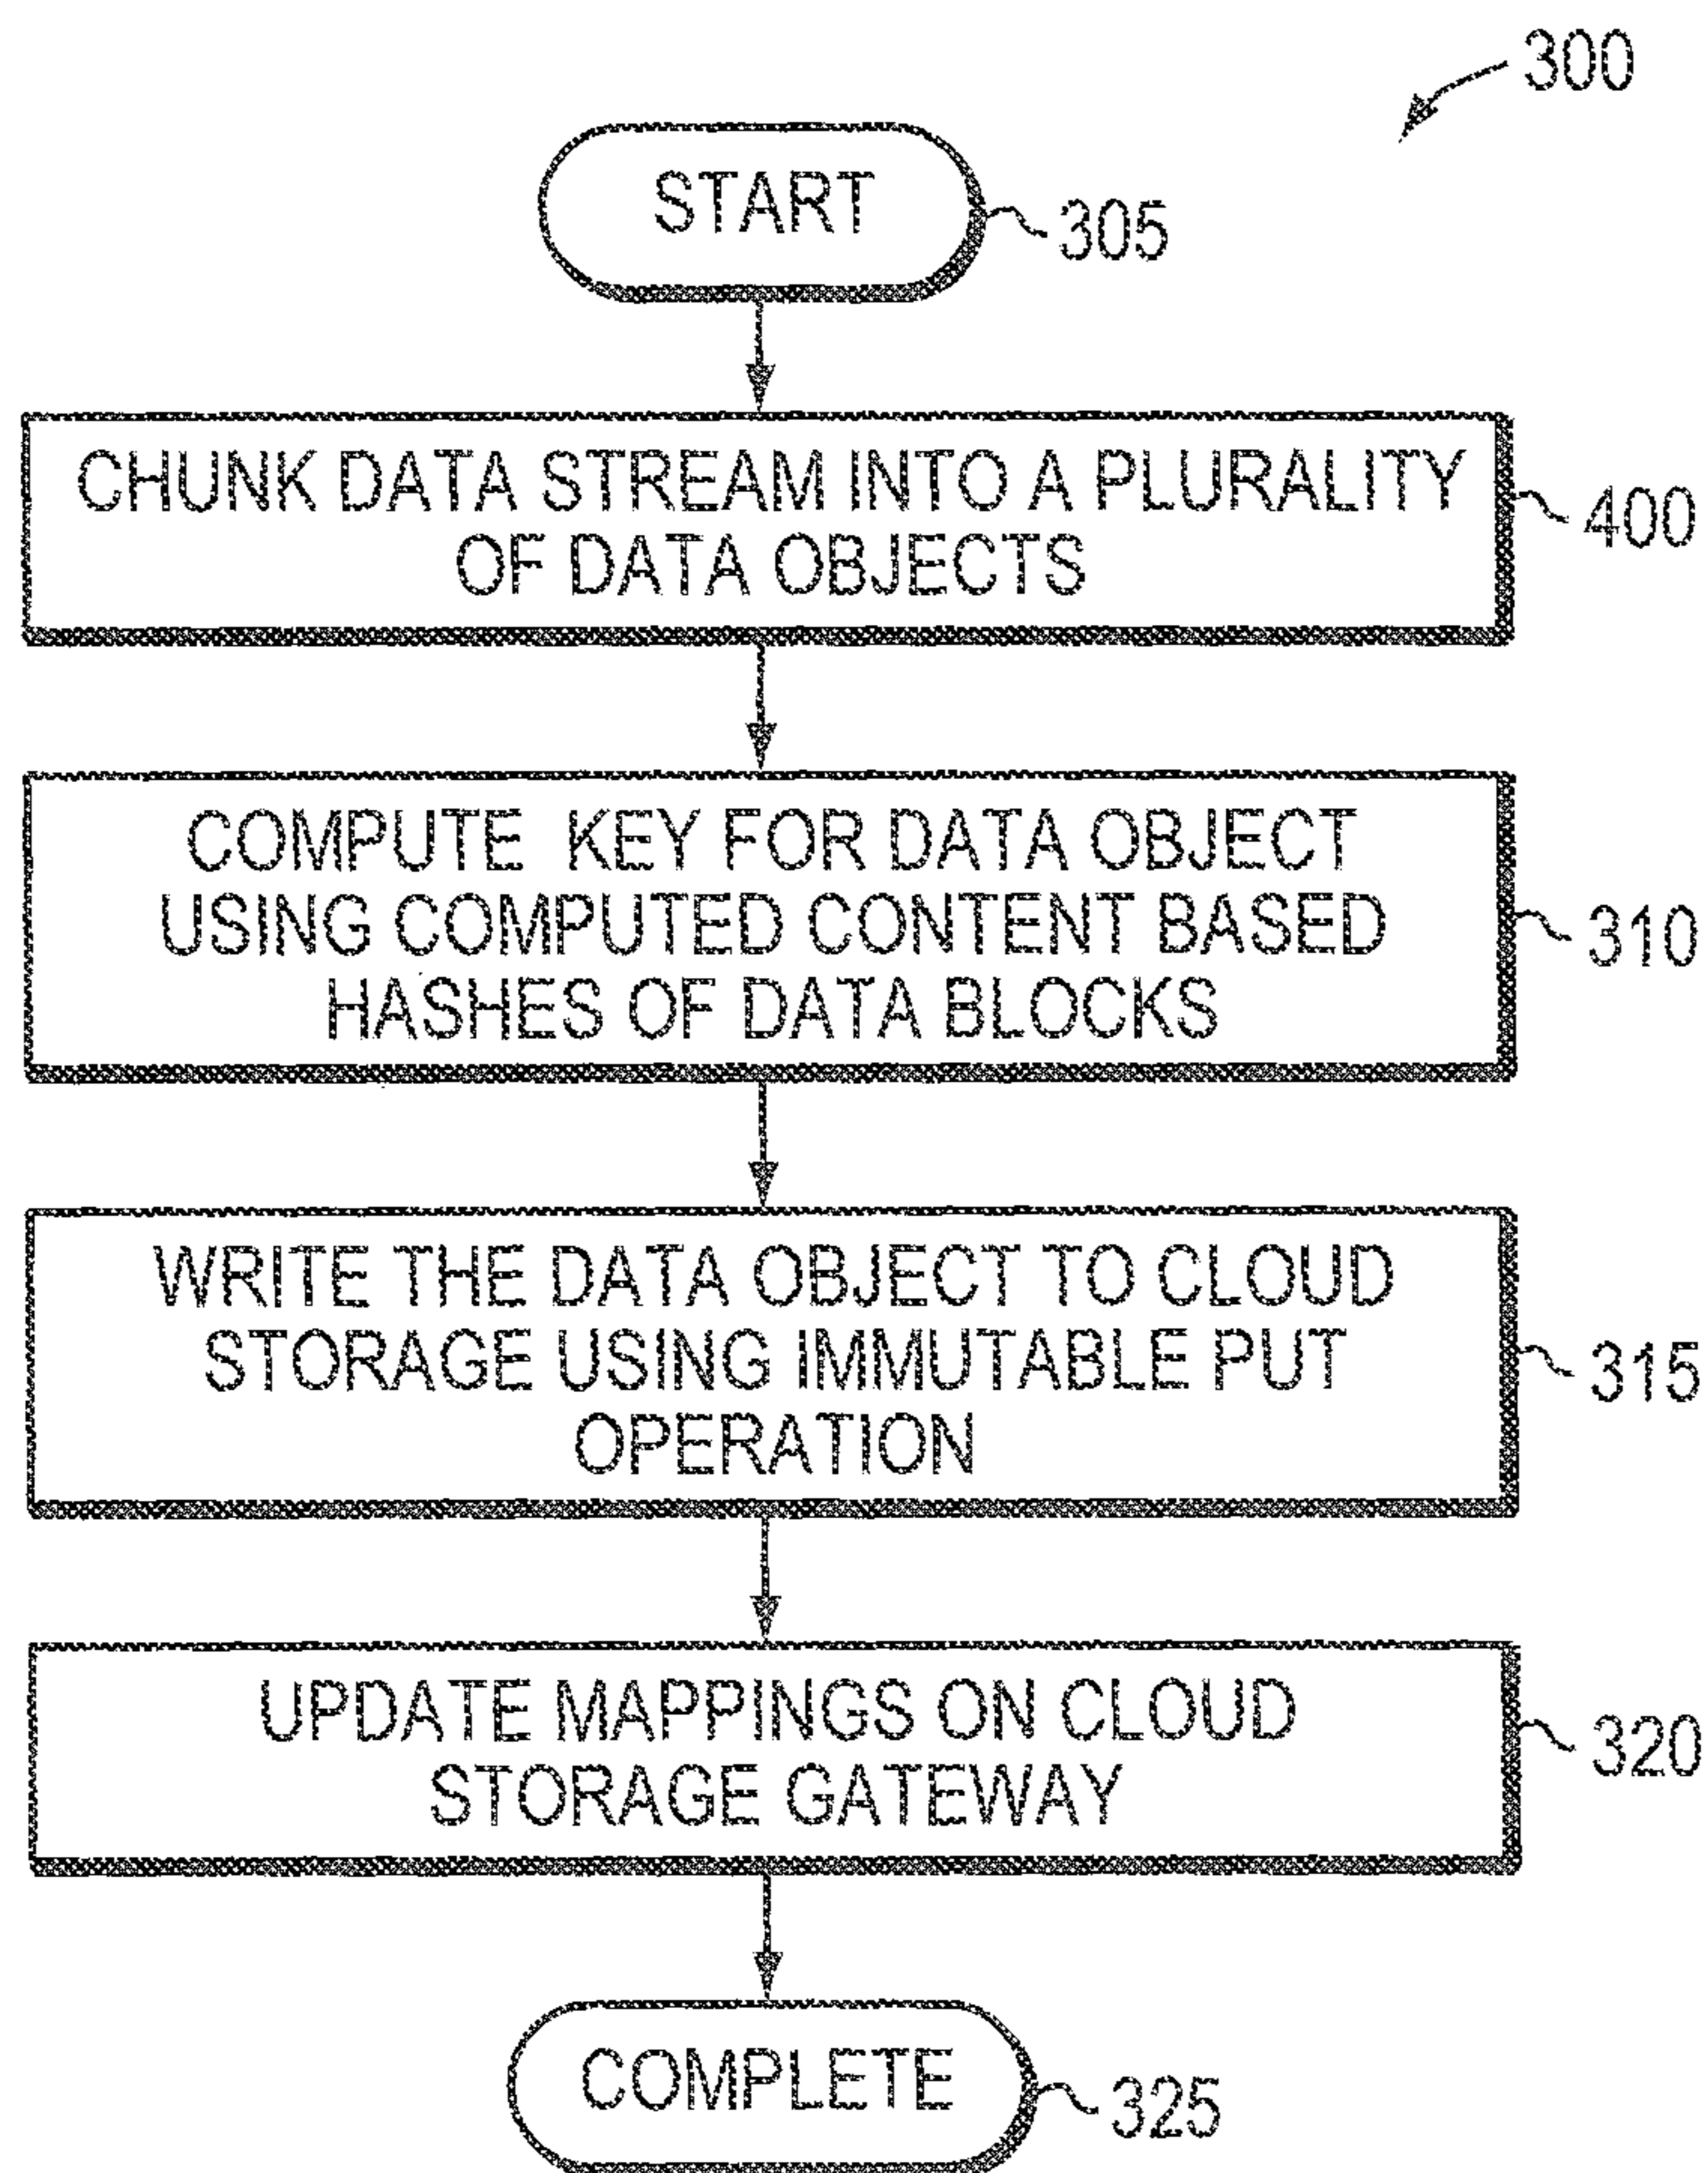 300
START
305
CHUNK DATA STREAM INTO A PLURALITY
OF DATA OBJECTS
400
COMPUTE KEY FOR DATA OBJECT
USING COMPUTED CONTENT BASED
HASHES OF DATA BLOCKS
310
WRITE THE DATA OBJECT TO CLOUD
STORAGE USING IMMUTABLE PUT
OPERATION
315
UPDATE MAPPINGS ON CLOUD
STORAGE GATEWAY
320
COMPLETE
325